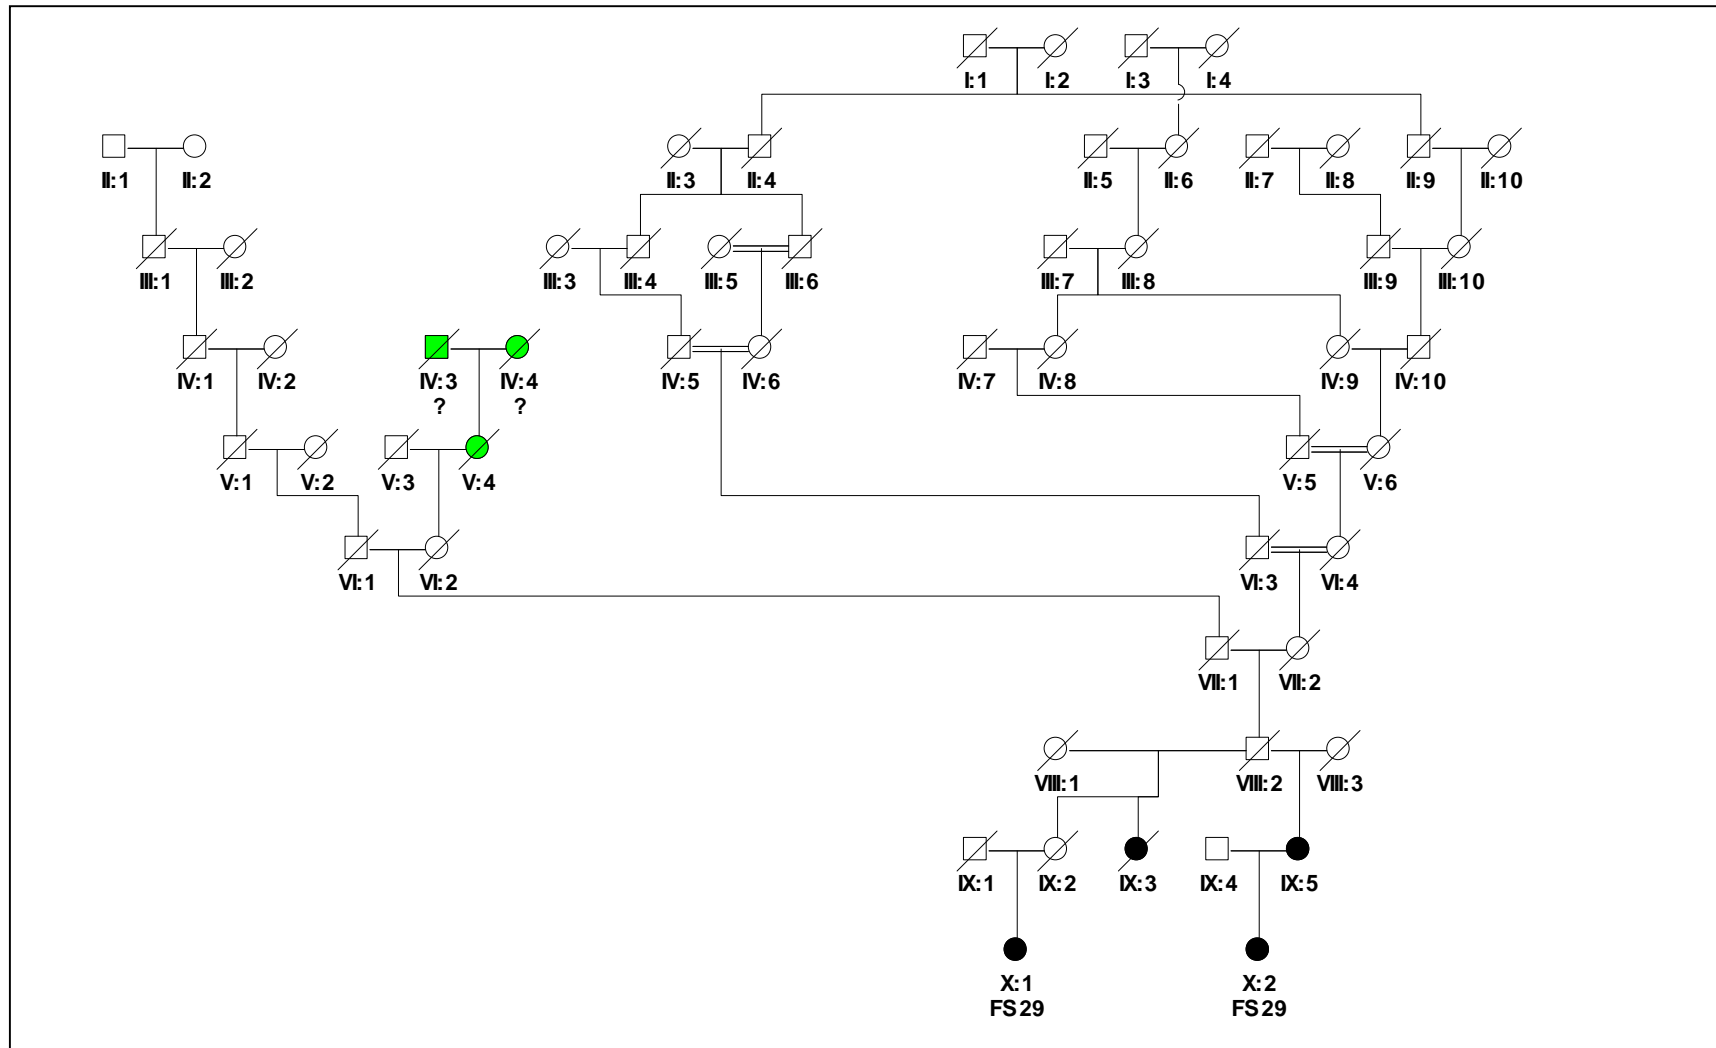 I:1 I:2 I:3 I:4
II:1 II:2 II:3 II:4 II:5 II:6 II:7 II:8 II:9 II:10
III:1 III:2 III:3 III:4 III:5 III:6 III:7 III:8 III:9 III:10
IV:1 IV:2 IV:3 IV:4 IV:5 IV:6 IV:7 IV:8 IV:9 IV:10
? ?
V:1 V:2 V:3 V:4 V:5 V:6
VI:1 VI:2 VI:3 VI:4
VII:1 VII:2
VIII:1 VIII:2 VIII:3
IX:1 IX:2 IX:3 IX:4 IX:5
X:1 X:2
FS29 FS29